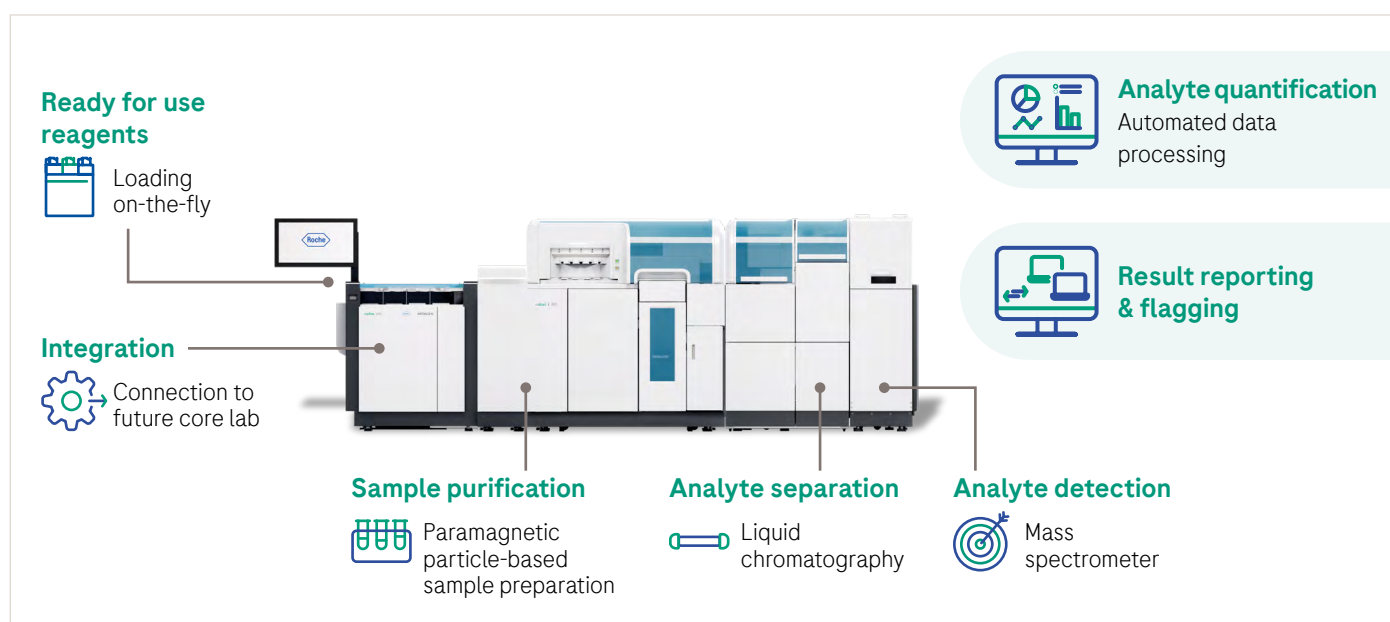 Ready for use
reagents
Loading
on-the-fly
Roche
Integration
Connection to
future core lab
Sample purification
Paramagnetic
particle-based
sample preparation
Analyte separation
Liquid
chromatography
Analyte detection
Mass
spectrometer
Analyte quantification
Automated data
processing
Result reporting
& flagging